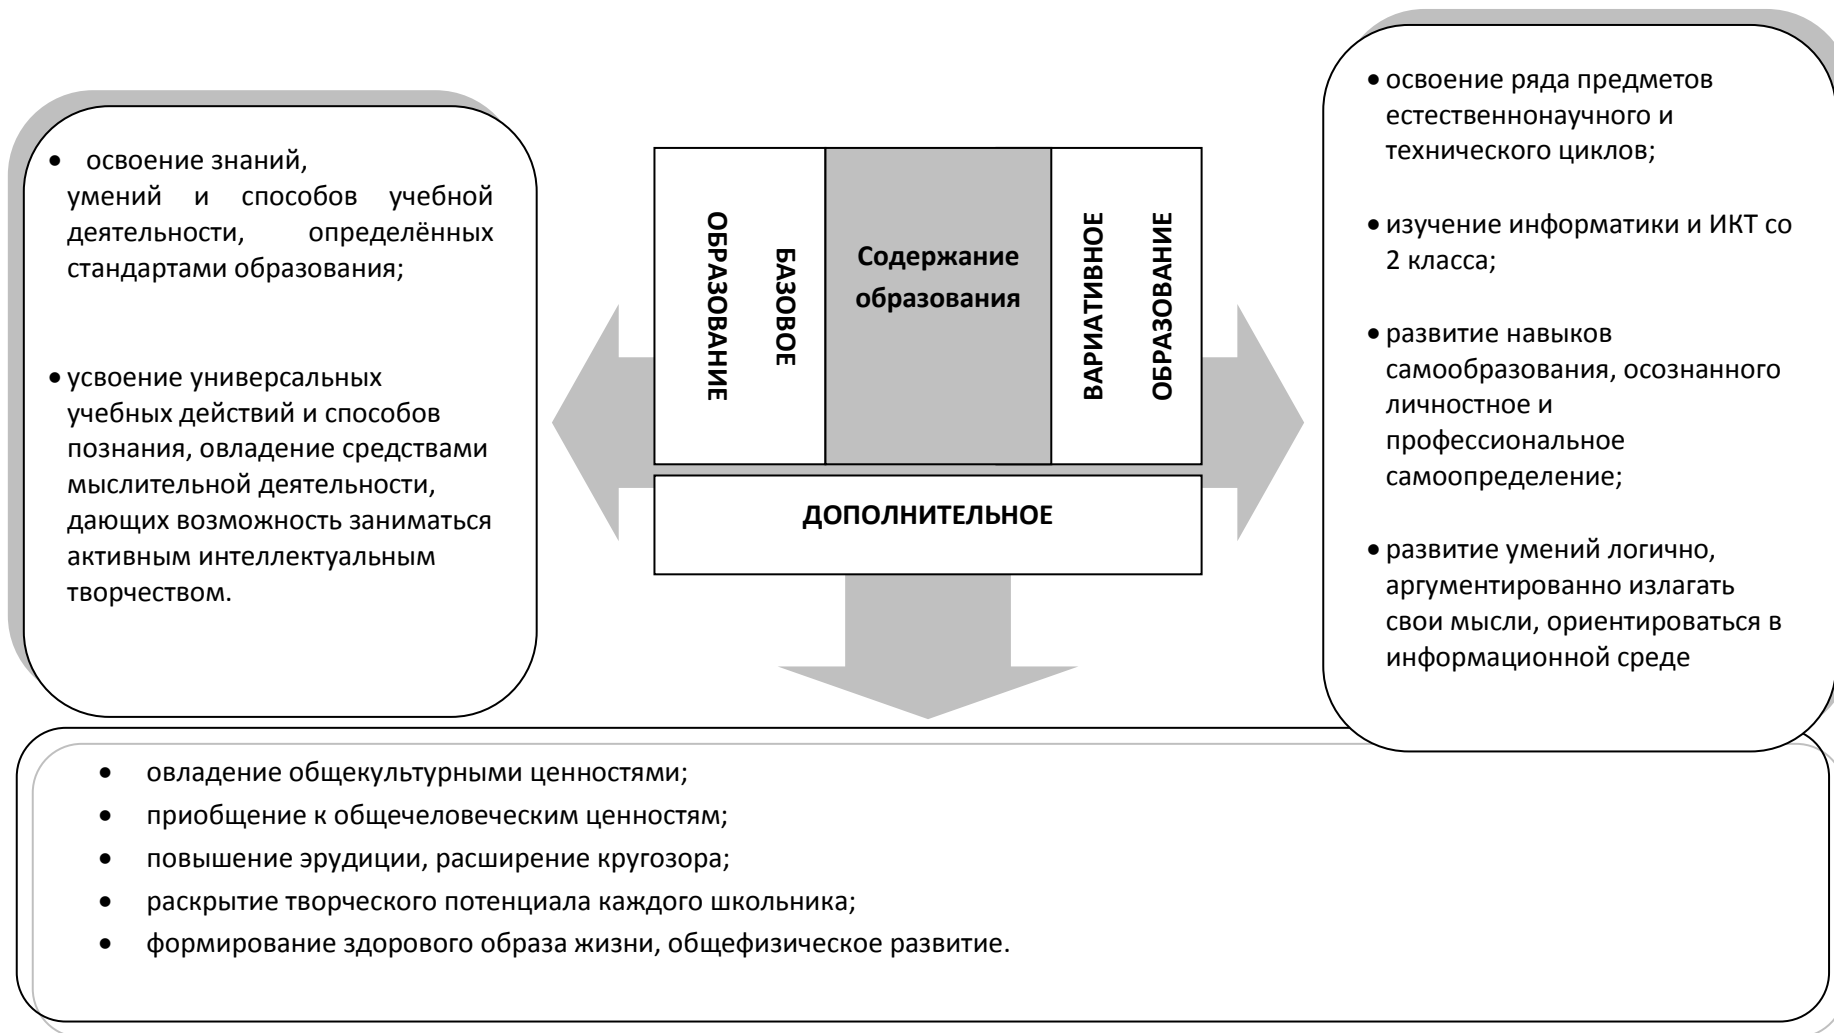 • освоение знаний,
умений и способов учебной
деятельности, определённых
стандартами образования;
• усвоение универсальных
учебных действий и способов
познания, овладение средствами
мыслительной деятельности,
дающих возможность заниматься
активным интеллектуальным
творчеством.
БАЗОВОЕ
ОБРАЗОВАНИЕ
Содержание
образования
ВАРИАТИВНОЕ
ОБРАЗОВАНИЕ
ДОПОЛНИТЕЛЬНОЕ
• освоение ряда предметов
естественнонаучного и
технического циклов;
• изучение информатики и ИКТ со
2 класса;
• развитие навыков
самообразования, осознанного
личностное и
профессиональное
самоопределение;
• развитие умений логично,
аргументированно излагать
свои мысли, ориентироваться в
информационной среде
• овладение общекультурными ценностями;
• приобщение к общечеловеческим ценностям;
• повышение эрудиции, расширение кругозора;
• раскрытие творческого потенциала каждого школьника;
• формирование здорового образа жизни, общефизическое развитие.